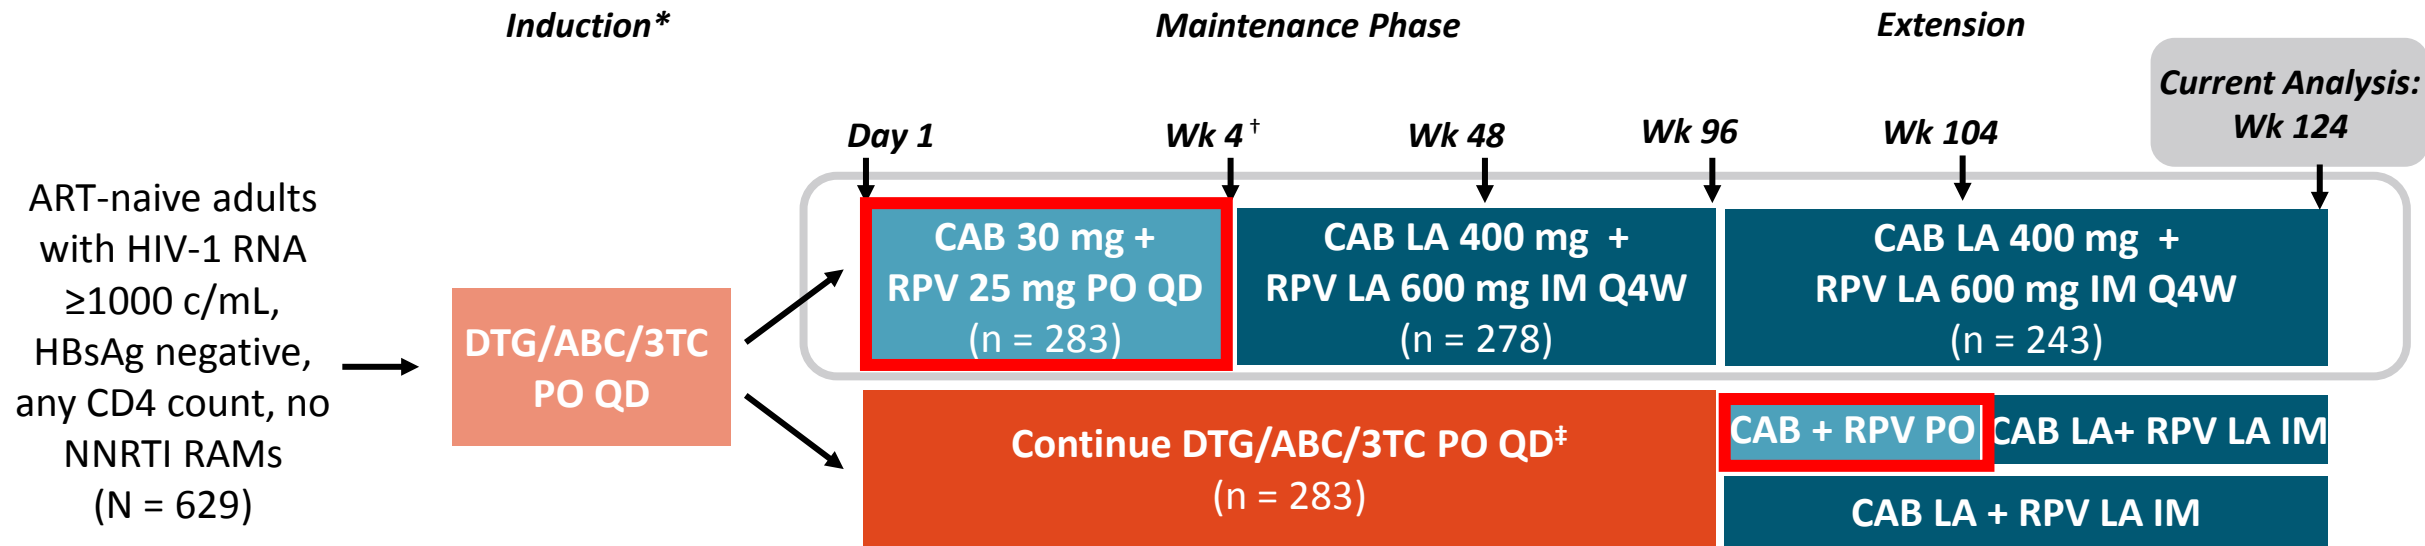 Induction*
Maintenance Phase
Extension
Current Analysis:
Wk 124
Day 1
Wk 4 †
Wk 48
Wk 96
Wk 104
ART-naive adults
with HIV-1 RNA
≥1000 c/mL,
HBsAg negative,
any CD4 count, no
NNRTI RAMs
(N = 629)
DTG/ABC/3TC
PO QD
CAB 30 mg +
RPV 25 mg PO QD
(n = 283)
CAB LA 400 mg +
RPV LA 600 mg IM Q4W
(n = 278)
CAB LA 400 mg +
RPV LA 600 mg IM Q4W
(n = 243)
Continue DTG/ABC/3TC PO QD‡
(n = 283)
CAB + RPV PO
CAB LA+ RPV LA IM
CAB LA + RPV LA IM